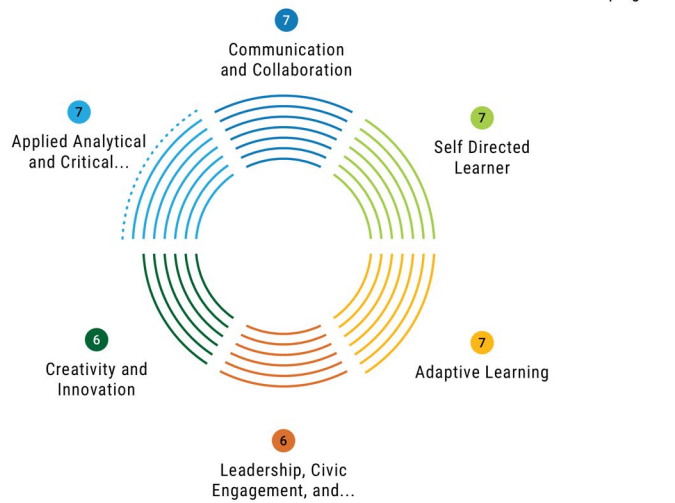 7
Communication
and Collaboration
7
Applied Analytical
and Critical...
7
Self Directed
Learner
6
Creativity and
Innovation
7
Adaptive Learning
6
Leadership, Civic
Engagement, and...